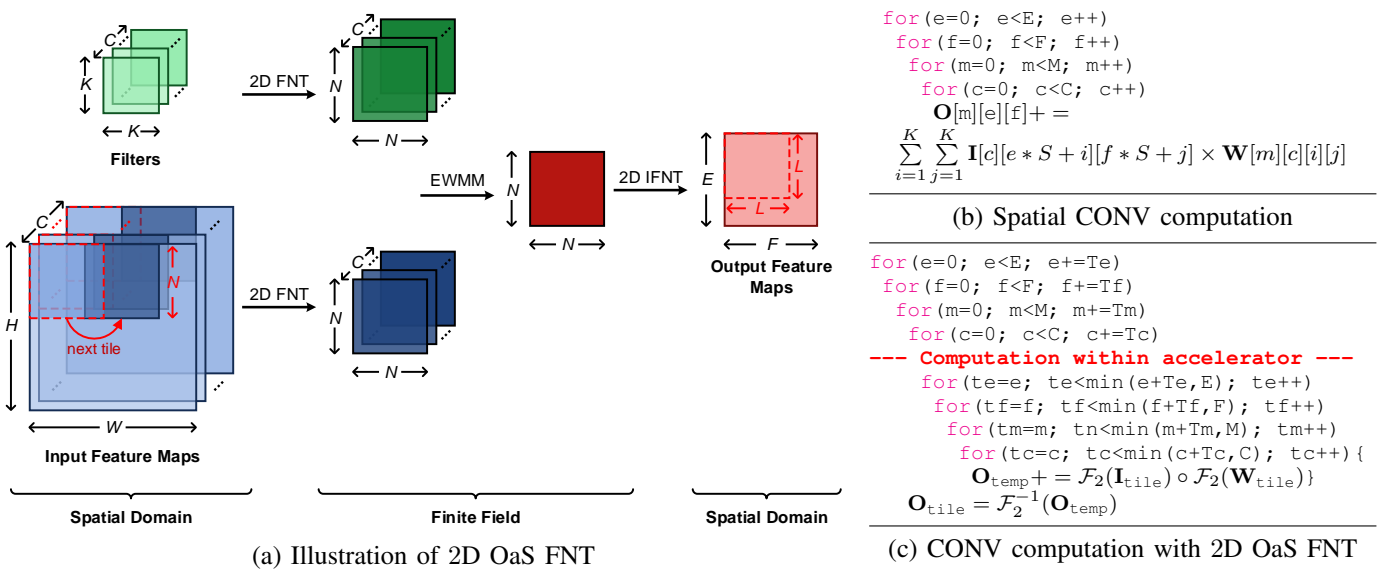 C
K
K
Filters
2D FNT
C
N
N
C
H
N
next tile
W
Input Feature Maps
2D FNT
C
N
N
EWMM
N
N
2D IFNT
E
L
L
F
Output Feature
Maps
Spatial Domain
Finite Field
Spatial Domain
(a) Illustration of 2D OaS FNT
for(e=0; e<E; e++)
for(f=0; f<F; f++)
for(m=0; m<M; m++)
for(c=0; c<C; c++)
O[m][e][f]+ =
K∑i=1 K∑j=1 I[c][e ∗ S + i][f ∗ S + j] × W[m][c][i][j]
(b) Spatial CONV computation
for(e=0; e<E; e+=Te)
for(f=0; f<F; f+=Tf)
for(m=0; m<M; m+=Tm)
for(c=0; c<C; c+=Tc)
--- Computation within accelerator ---
for(te=e; te<min(e+Te,E); te++)
for(tf=f; tf<min(f+Tf,F); tf++)
for(tm=m; tn<min(m+Tm,M); tm++)
for(tc=c; tc<min(c+Tc,C); tc++){
O_temp+ = F₂(I_tile) ∘ F₂(W_tile)}
O_tile = F₂⁻¹(O_temp)
(c) CONV computation with 2D OaS FNT